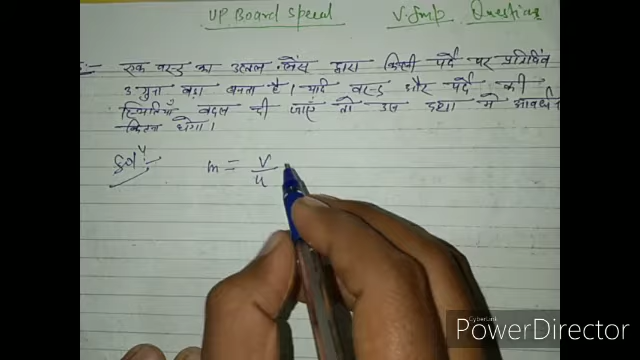 UP Board Special V.Imp Question
एक वस्तु का उत्तल लैंस द्वारा किसी पर्दे पर प्रतिबिंब
3 गुना बड़ा बनता है। यदि वस्तु और पर्दे की
स्थितियाँ बदल दी जाएं तो उस दशा में आवर्धन
कितना होगा।
Solⁿ:-
m = v/u
CyberLink
PowerDirector